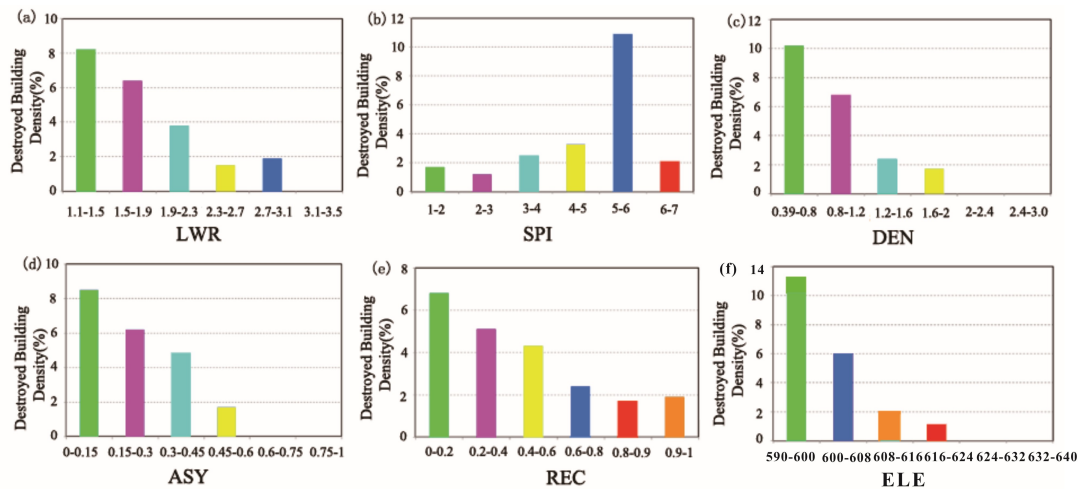 (a)
10
8
6
4
2
0
Destroyed Building
Density(%)
1.1-1.5 1.5-1.9 1.9-2.3 2.3-2.7 2.7-3.1 3.1-3.5
LWR
(b)
12
10
8
6
4
2
0
Destroyed Building
Density(%)
1-2 2-3 3-4 4-5 5-6 6-7
SPI
(c)
12
10
8
6
4
2
0
Destroyed Building
Density(%)
0.39-0.8 0.8-1.2 1.2-1.6 1.6-2 2-2.4 2.4-3.0
DEN
(d)
10
8
6
4
2
0
Destroyed Building
Density(%)
0-0.15 0.15-0.3 0.3-0.45 0.45-0.6 0.6-0.75 0.75-1
ASY
(e)
8
6
4
2
0
Destroyed Building
Density(%)
0-0.2 0.2-0.4 0.4-0.6 0.6-0.8 0.8-0.9 0.9-1
REC
(f)
14
10
8
6
4
2
0
Destroyed Building
Density(%)
590-600 600-608 608-616 616-624 624-632 632-640
ELE